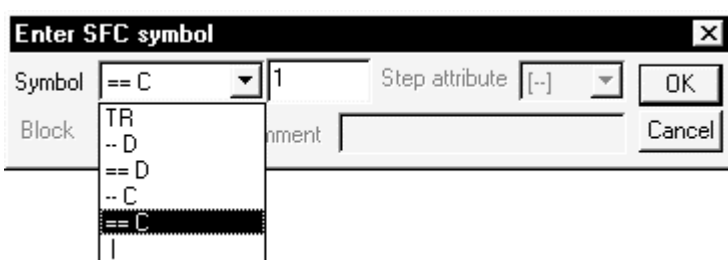 Enter SFC symbol
Symbol == C 1 Step attribute [--] OK
Block mment Cancel
TR
-- D
== D
-- C
== C
|